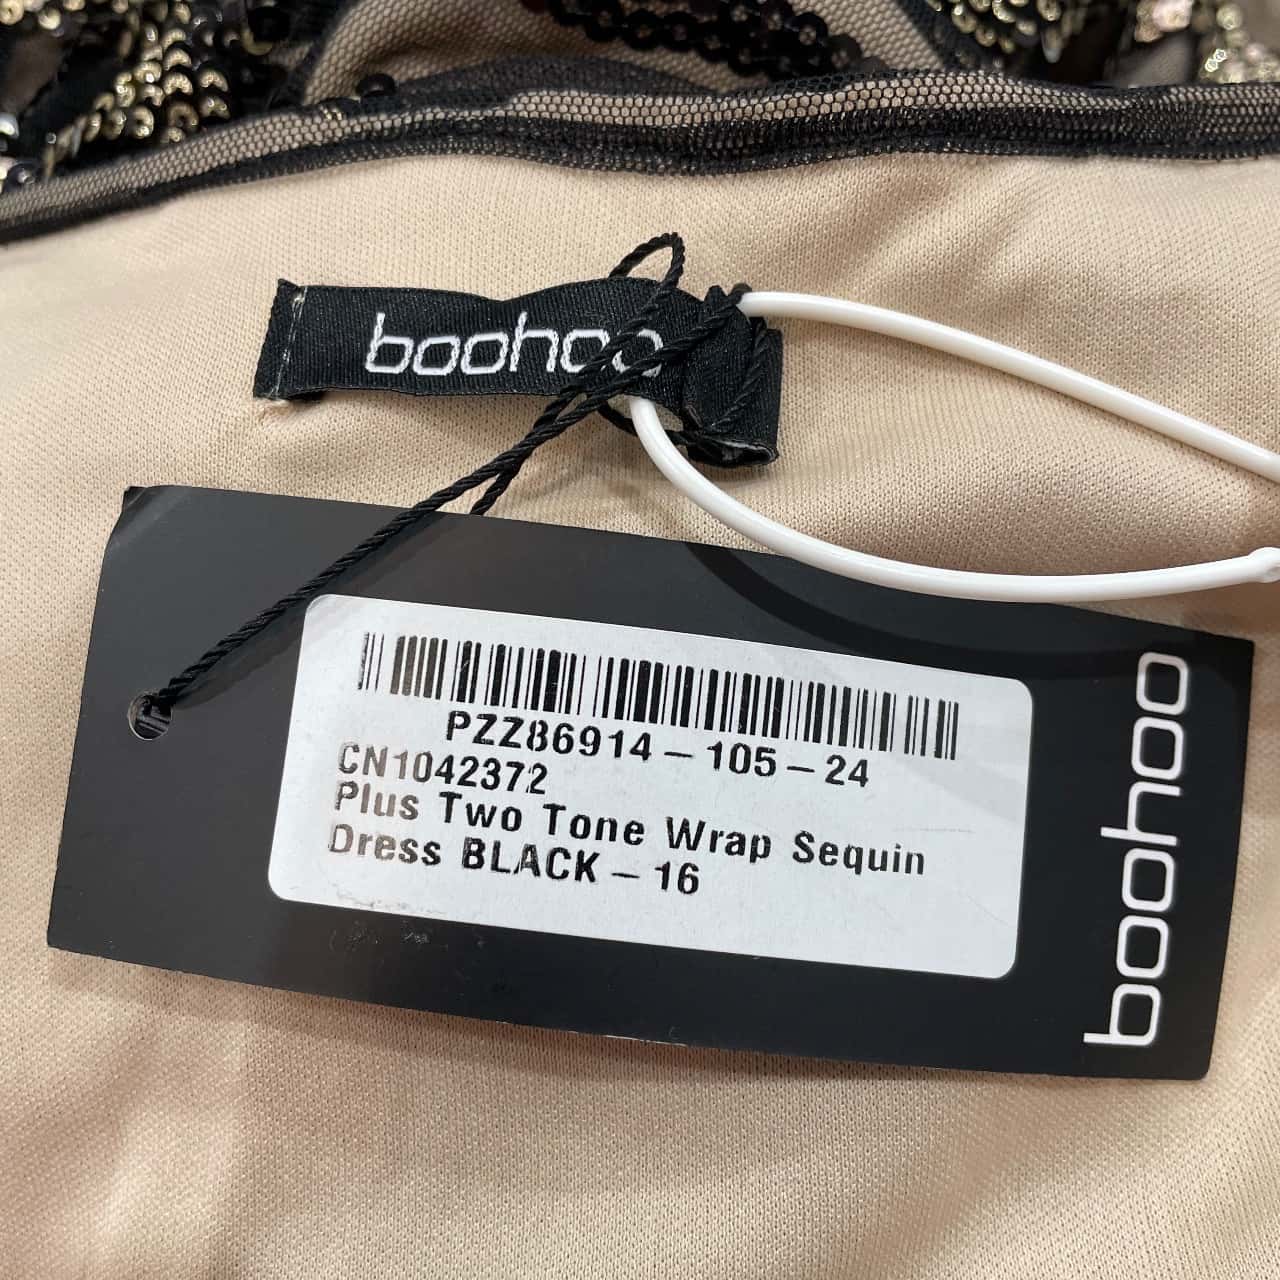 boohoo
PZZ86914-105-24
CN1042372
Plus Two Tone Wrap Sequin
Dress BLACK-16
boohoo